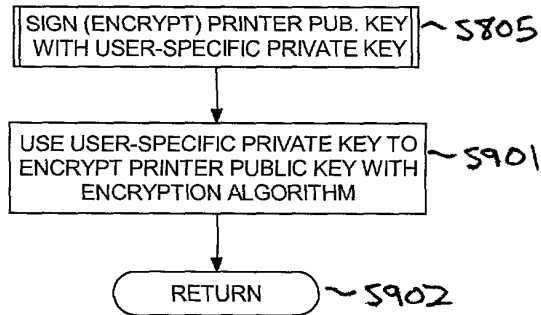 SIGN (ENCRYPT) PRINTER PUB. KEY
WITH USER-SPECIFIC PRIVATE KEY
S805
USE USER-SPECIFIC PRIVATE KEY TO
ENCRYPT PRINTER PUBLIC KEY WITH
ENCRYPTION ALGORITHM
S901
RETURN
S902